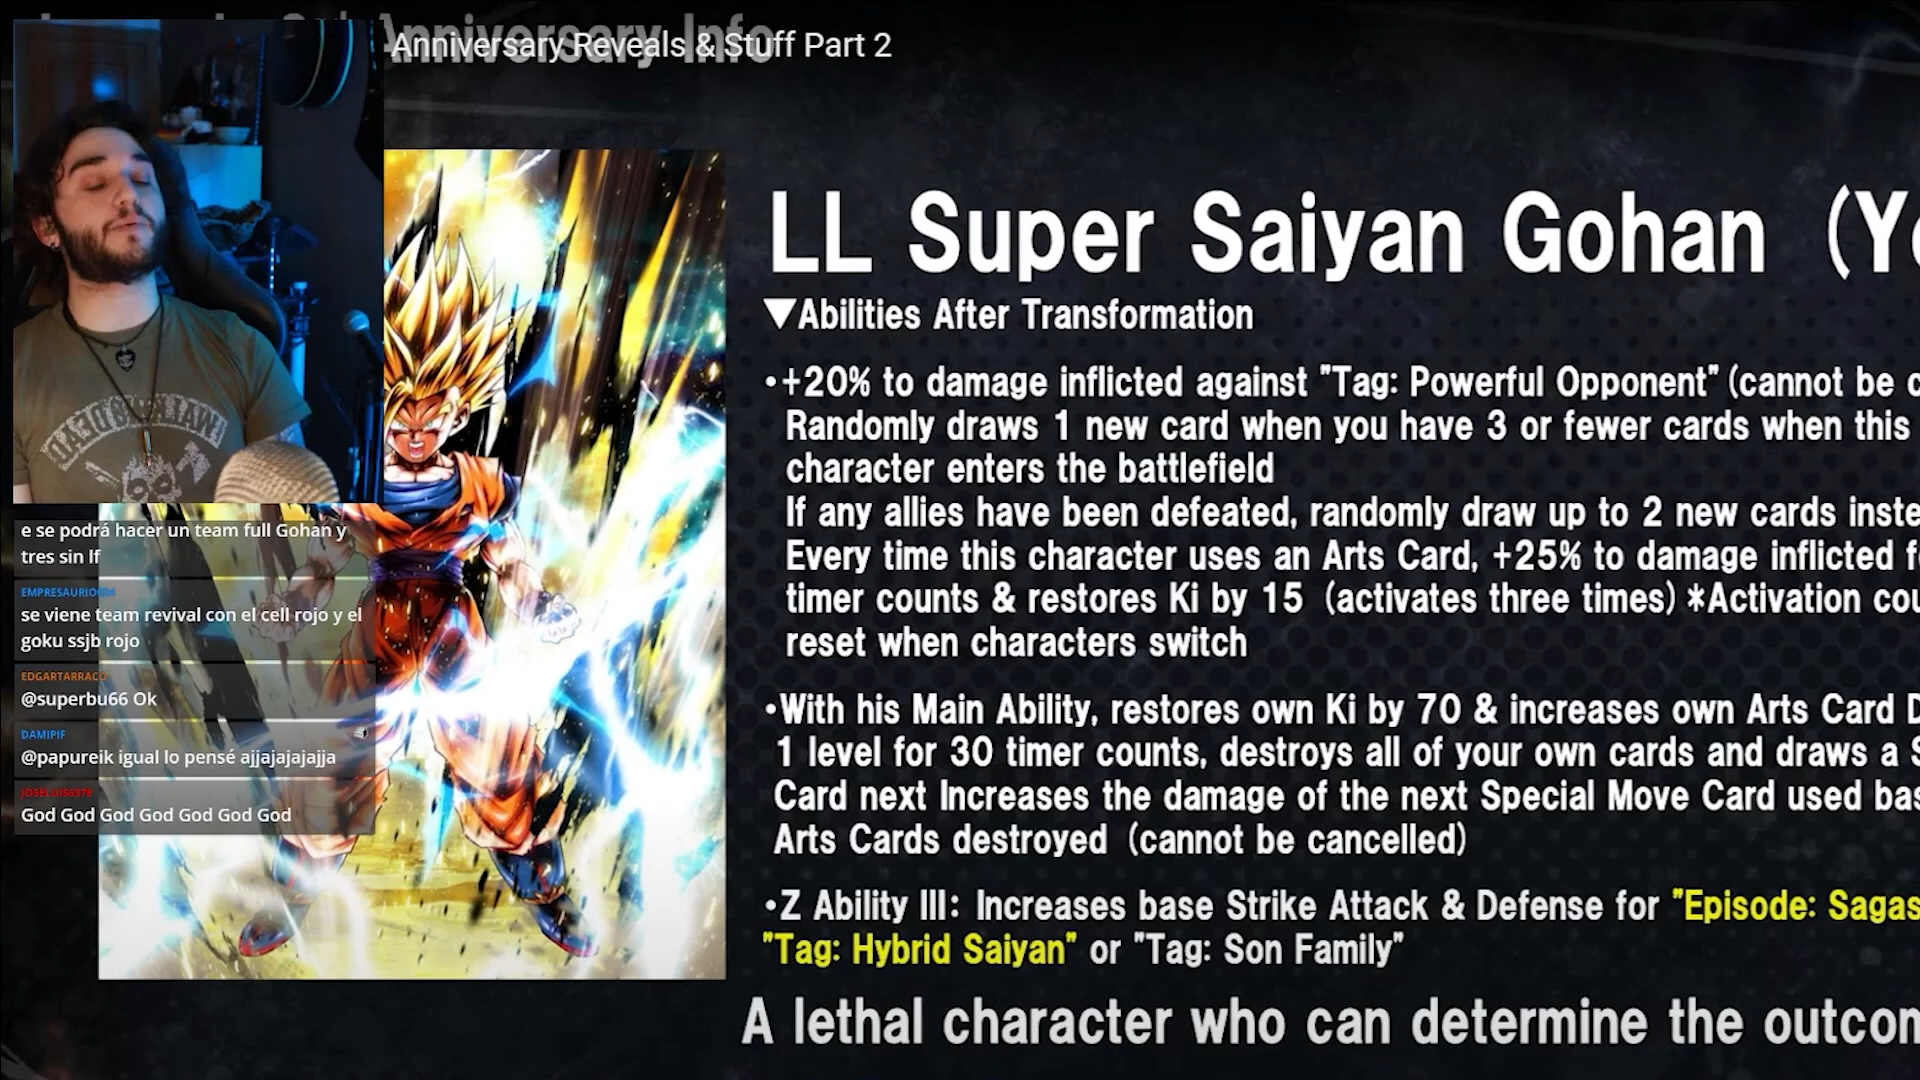 Anniversary Info
Anniversary Reveals & Stuff Part 2
LL Super Saiyan Gohan (Yo
▼Abilities After Transformation
•+20% to damage inflicted against "Tag: Powerful Opponent" (cannot be c
Randomly draws 1 new card when you have 3 or fewer cards when this
character enters the battlefield
If any allies have been defeated, randomly draw up to 2 new cards inste
Every time this character uses an Arts Card, +25% to damage inflicted f
timer counts & restores Ki by 15 (activates three times) *Activation cou
reset when characters switch
•With his Main Ability, restores own Ki by 70 & increases own Arts Card D
1 level for 30 timer counts, destroys all of your own cards and draws a S
Card next Increases the damage of the next Special Move Card used bas
Arts Cards destroyed (cannot be cancelled)
•Z Ability III: Increases base Strike Attack & Defense for "Episode: Sagas
"Tag: Hybrid Saiyan" or "Tag: Son Family"
A lethal character who can determine the outcom
e se podrá hacer un team full Gohan y
tres sin lf
se viene team revival con el cell rojo y el
goku ssjb rojo
EDGARTARRACO
@superbu66 Ok
DAMIPIF
@papureik igual lo pensé ajjajajajajja
God God God God God God God